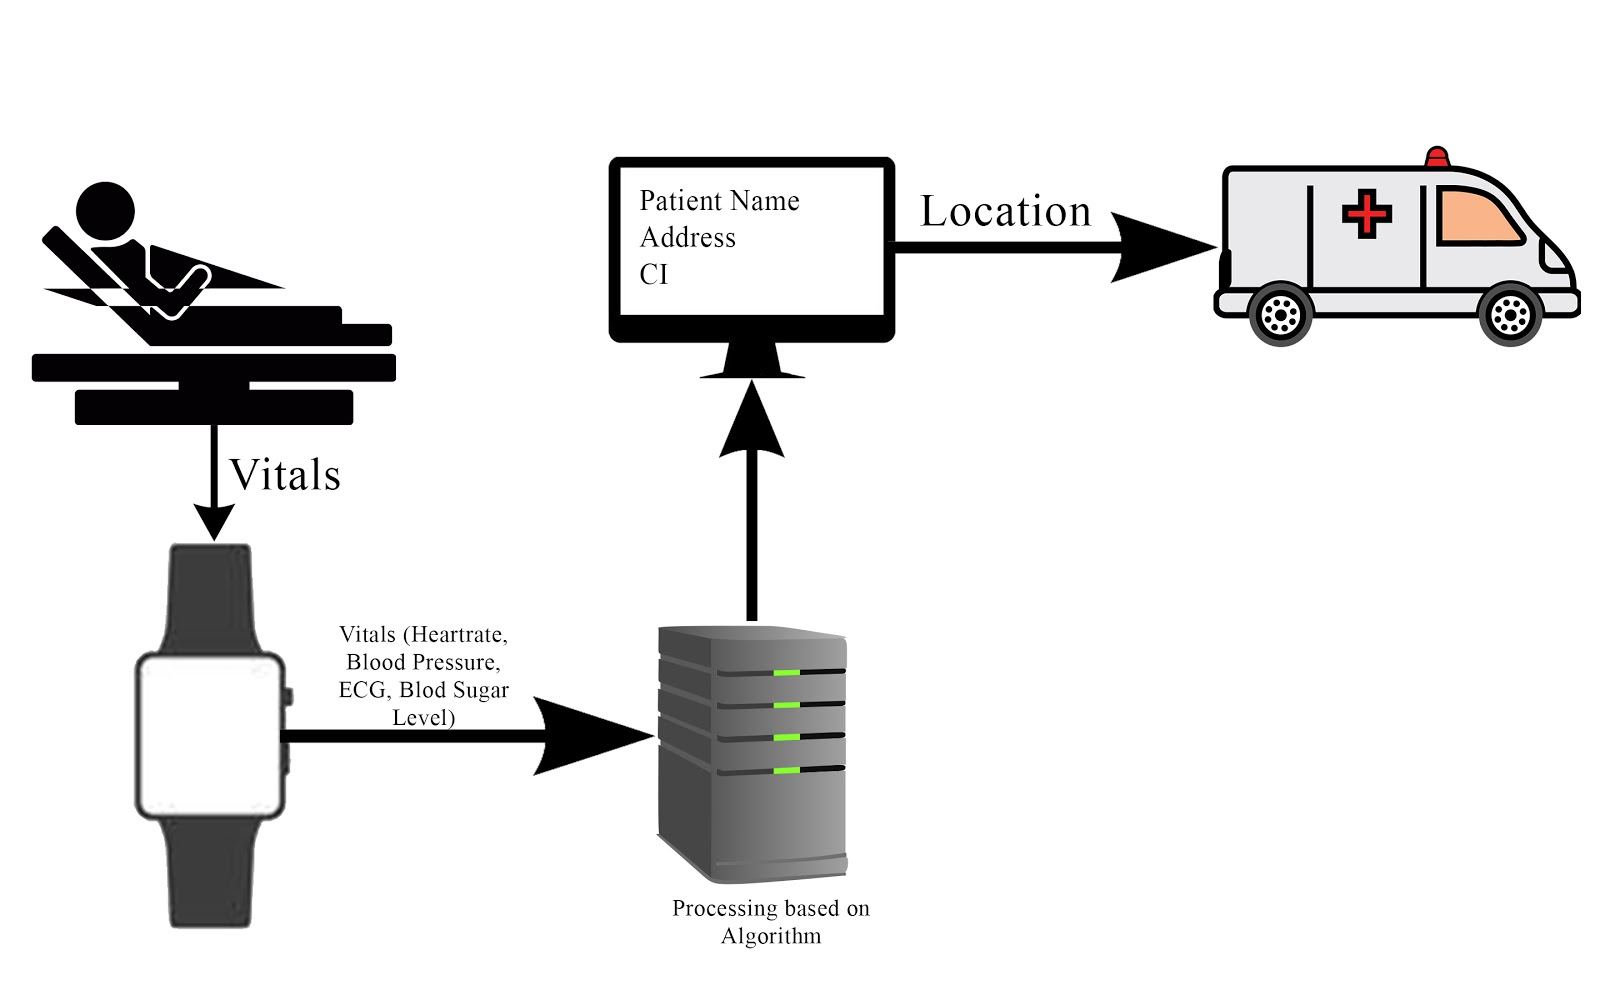 Patient Name
Address
CI
Location
Vitals
Vitals (Heartrate,
Blood Pressure,
ECG, Blod Sugar
Level)
Processing based on
Algorithm